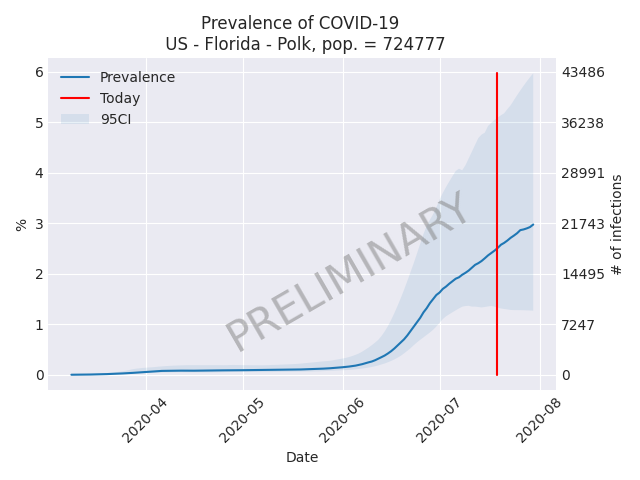 Prevalence of COVID-19
US - Florida - Polk, pop. = 724777
Prevalence
Today
95CI
PRELIMINARY
%
6
5
4
3
2
1
0
43486
36238
28991
21743
14495
7247
0
# of infections
2020-04
2020-05
2020-06
2020-07
2020-08
Date